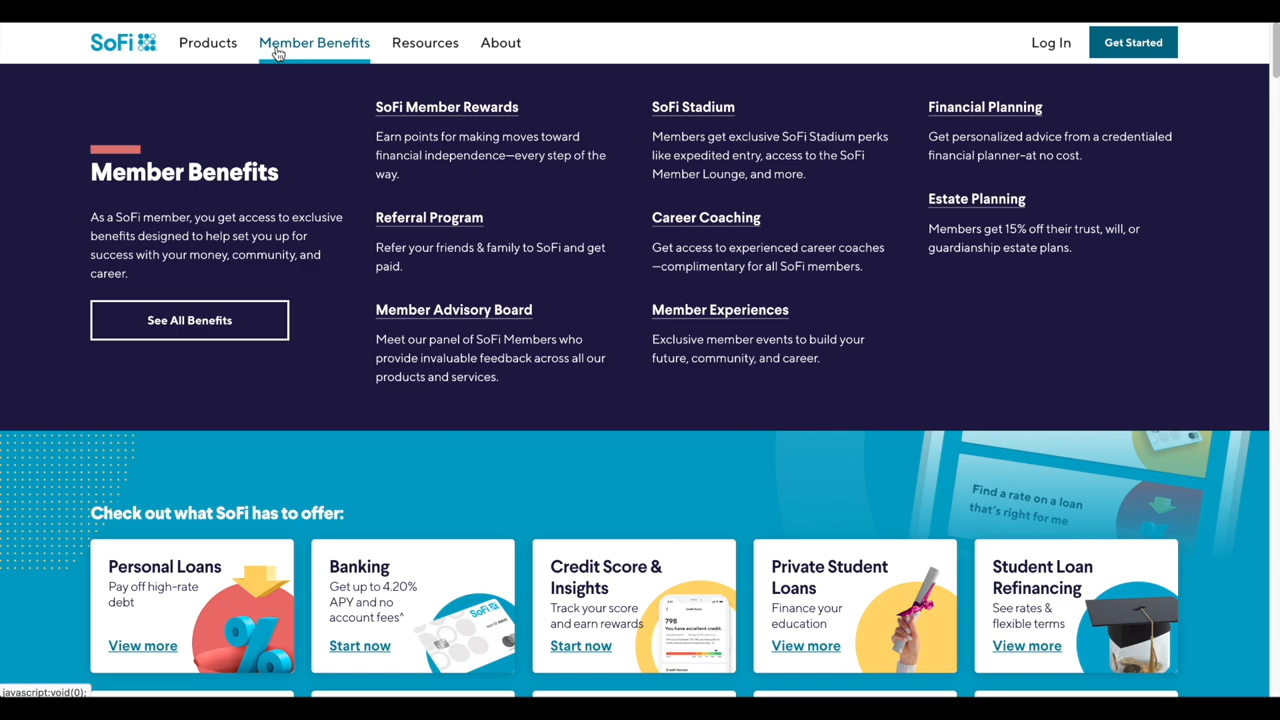 SoFi
Products
Member Benefits
Resources
About
Log In
Get Started
Member Benefits
As a SoFi member, you get access to exclusive
benefits designed to help set you up for
success with your money, community, and
career.
See All Benefits
SoFi Member Rewards
Earn points for making moves toward
financial independence—every step of the
way.
Referral Program
Refer your friends & family to SoFi and get
paid.
Member Advisory Board
Meet our panel of SoFi Members who
provide invaluable feedback across all our
products and services.
SoFi Stadium
Members get exclusive SoFi Stadium perks
like expedited entry, access to the SoFi
Member Lounge, and more.
Career Coaching
Get access to experienced career coaches
—complimentary for all SoFi members.
Member Experiences
Exclusive member events to build your
future, community, and career.
Financial Planning
Get personalized advice from a credentialed
financial planner–at no cost.
Estate Planning
Members get 15% off their trust, will, or
guardianship estate plans.
Find a rate on a loan
that's right for me
Check out what SoFi has to offer:
Personal Loans
Pay off high-rate
debt
View more
%
Banking
Get up to 4.20%
APY and no
account fees^
Start now
SoFi
Credit Score &
Insights
Track your score
and earn rewards
Start now
Credit Score
798
You have excellent credit.
Credit factors
Private Student
Loans
Finance your
education
View more
Student Loan
Refinancing
See rates &
flexible terms
View more
javascript:void(0);